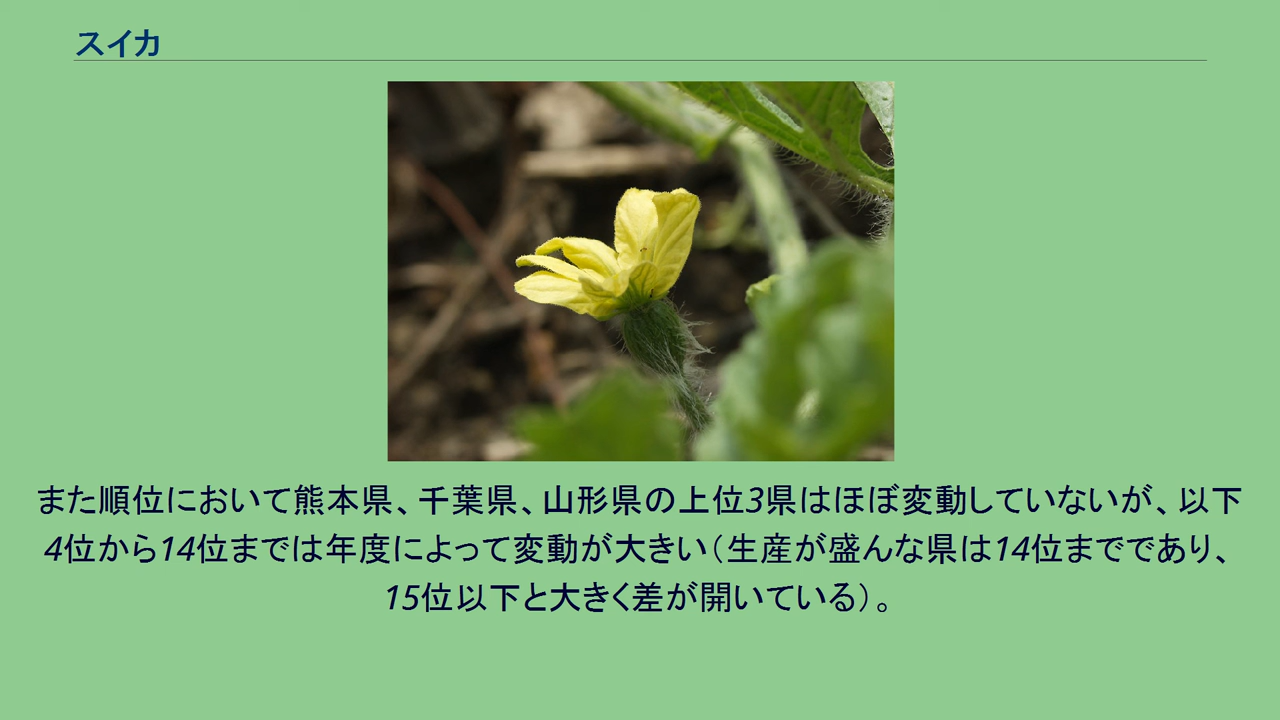 スイカ
また順位において熊本県、千葉県、山形県の上位3県はほぼ変動していないが、以下
4位から14位までは年度によって変動が大きい（生産が盛んな県は14位までであり、
15位以下と大きく差が開いている）。